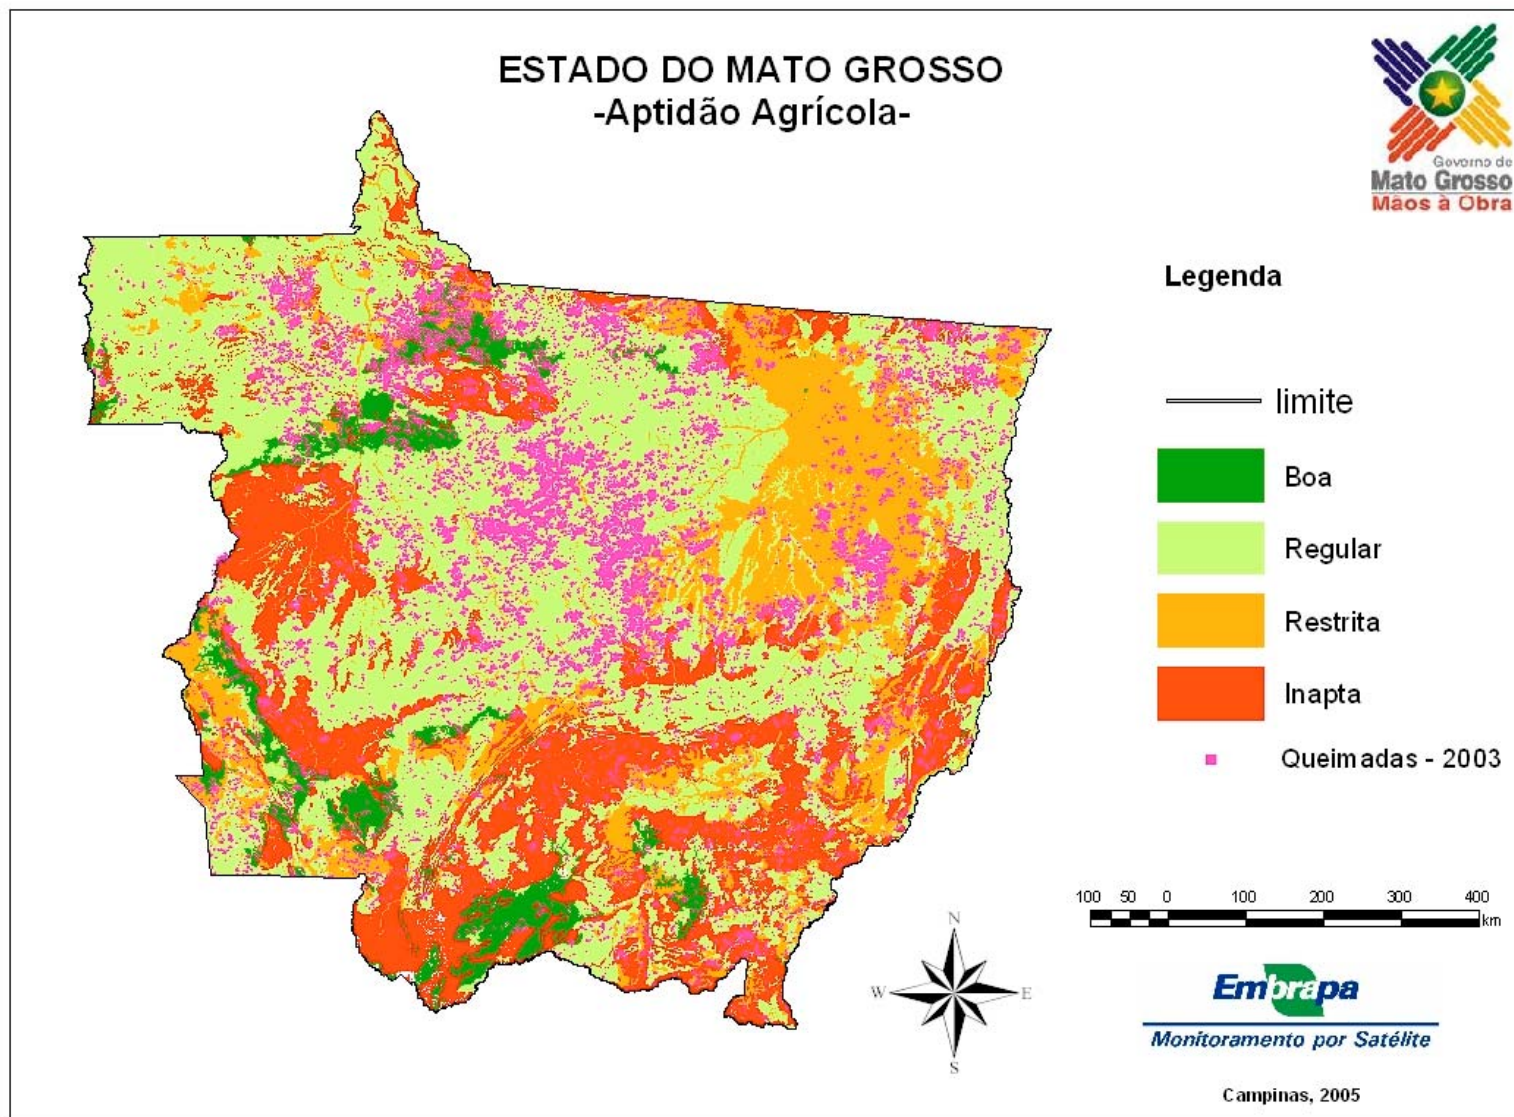 ESTADO DO MATO GROSSO
-Aptidão Agrícola-
Governo de
Mato Grosso
Mãos à Obra
Legenda
limite
Boa
Regular
Restrita
Inapta
Queimadas - 2003
100 50 0 100 200 300 400
km
N
W E
S
Embrapa
Monitoramento por Satélite
Campinas, 2005